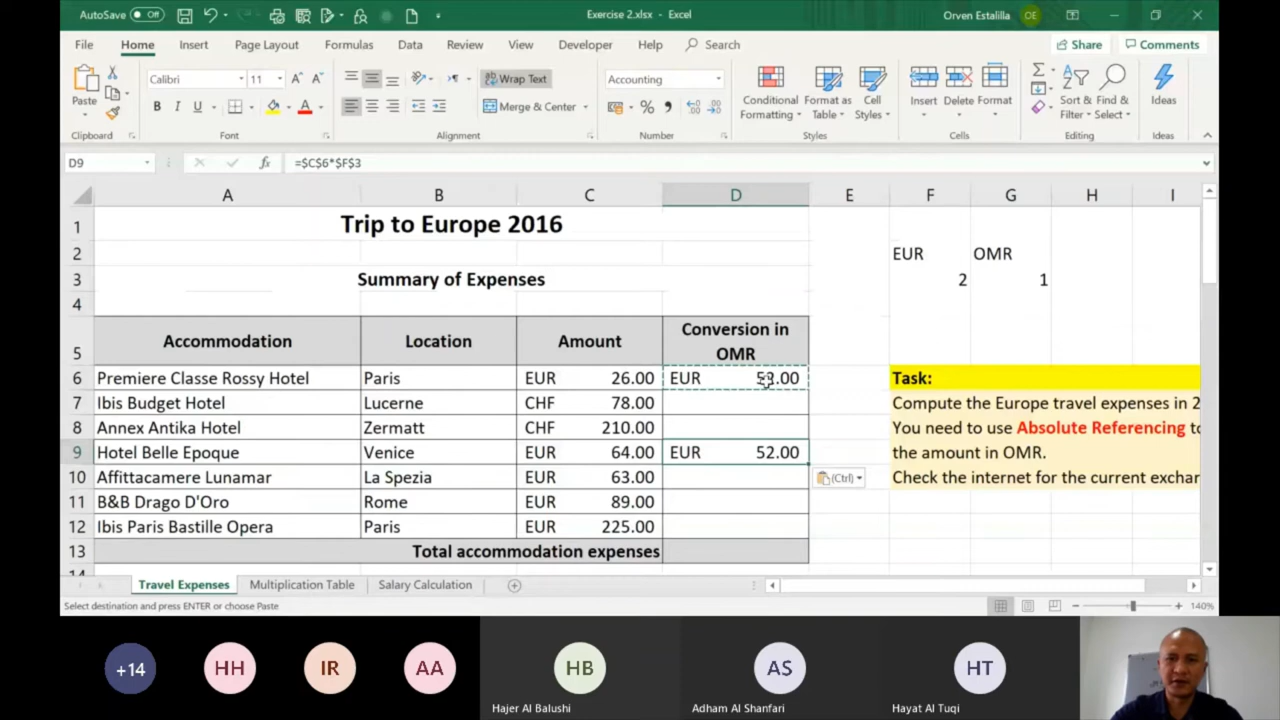 AutoSave Off
Exercise 2.xlsx - Excel
Orven Estalilla OE
File Home Insert Page Layout Formulas Data Review View Developer Help Search Share Comments
Paste
Calibri 11
B I U A
Wrap Text
Merge & Center
Accounting
%
Conditional Formatting
Format as Table
Cell Styles
Insert Delete Format
Sort & Filter
Find & Select
Ideas
Clipboard Font Alignment Number Styles Cells Editing Ideas
D9 fx =$C$6*$F$3
A B C D E F G H I
1 Trip to Europe 2016
2 EUR OMR
3 Summary of Expenses 2 1
4
5 Accommodation Location Amount Conversion in OMR
6 Premiere Classe Rossy Hotel Paris EUR 26.00 EUR 52.00 Task:
7 Ibis Budget Hotel Lucerne CHF 78.00 Compute the Europe travel expenses in 2
8 Annex Antika Hotel Zermatt CHF 210.00 You need to use Absolute Referencing to
9 Hotel Belle Epoque Venice EUR 64.00 EUR 52.00 the amount in OMR.
10 Affittacamere Lunamar La Spezia EUR 63.00 Check the internet for the current exchar
11 B&B Drago D'Oro Rome EUR 89.00
12 Ibis Paris Bastille Opera Paris EUR 225.00
13 Total accommodation expenses
(Ctrl)
Travel Expenses Multiplication Table Salary Calculation
Select destination and press ENTER or choose Paste 140%
+14 HH IR AA HB AS HT
Hajer Al Balushi Adham Al Shanfari Hayat Al Tuqi